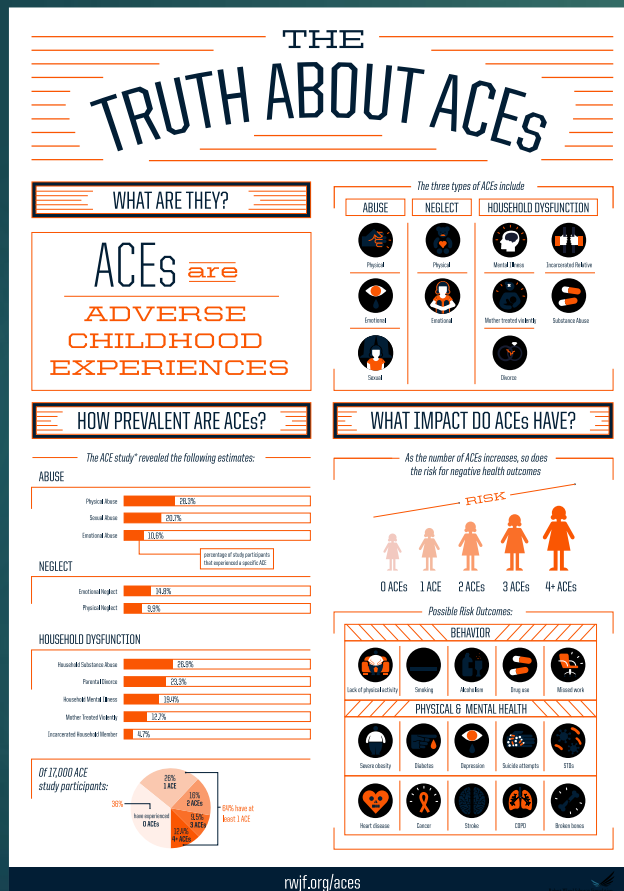 THE
TRUTH ABOUT ACEs
WHAT ARE THEY?
ACEs are
ADVERSE
CHILDHOOD
EXPERIENCES
The three types of ACEs include
ABUSE
NEGLECT
HOUSEHOLD DYSFUNCTION
Physical
Physical
Mental Illness
Incarcerated Relative
Emotional
Emotional
Mother treated violently
Substance Abuse
Sexual
Divorce
HOW PREVALENT ARE ACEs?
The ACE study* revealed the following estimates:
ABUSE
Physical Abuse 28.3%
Sexual Abuse 20.7%
Emotional Abuse 10.6%
percentage of study participants
that experienced a specific ACE
NEGLECT
Emotional Neglect 14.8%
Physical Neglect 9.9%
HOUSEHOLD DYSFUNCTION
Household Substance Abuse 26.9%
Parental Divorce 23.3%
Household Mental Illness 19.4%
Mother Treated Violently 12.7%
Incarcerated Household Member 4.7%
Of 17,000 ACE
study participants:
36%
have experienced
0 ACEs
26%
1 ACE
16%
2 ACEs
9.5%
3 ACEs
12.4%
4+ ACEs
64% have at
least 1 ACE
WHAT IMPACT DO ACEs HAVE?
As the number of ACEs increases, so does
the risk for negative health outcomes
RISK
0 ACEs
1 ACE
2 ACEs
3 ACEs
4+ ACEs
Possible Risk Outcomes:
BEHAVIOR
Lack of physical activity
Smoking
Alcoholism
Drug use
Missed work
PHYSICAL & MENTAL HEALTH
Severe obesity
Diabetes
Depression
Suicide attempts
STDs
Heart disease
Cancer
Stroke
COPD
Broken bones
rwjf.org/aces